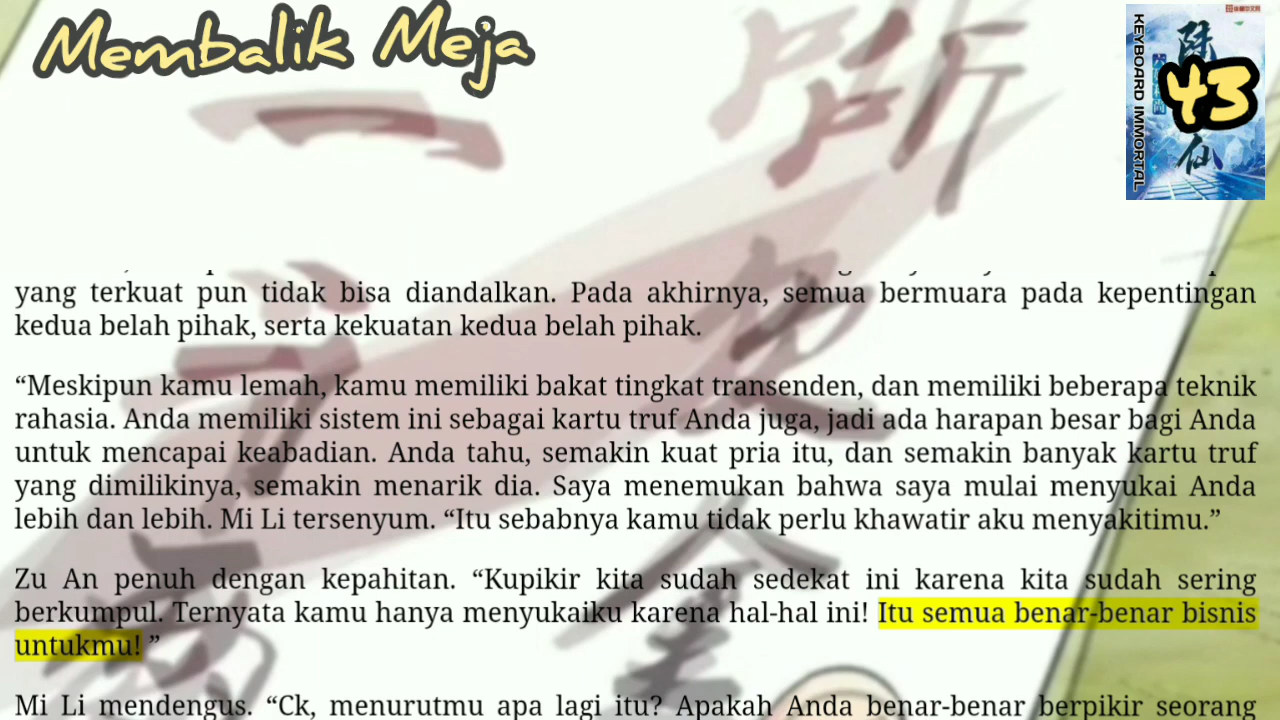 Membalik Meja
KEYBOARD IMMORTAL
43
仙
yang terkuat pun tidak bisa diandalkan. Pada akhirnya, semua bermuara pada kepentingan
kedua belah pihak, serta kekuatan kedua belah pihak.
“Meskipun kamu lemah, kamu memiliki bakat tingkat transenden, dan memiliki beberapa teknik
rahasia. Anda memiliki sistem ini sebagai kartu truf Anda juga, jadi ada harapan besar bagi Anda
untuk mencapai keabadian. Anda tahu, semakin kuat pria itu, dan semakin banyak kartu truf
yang dimilikinya, semakin menarik dia. Saya menemukan bahwa saya mulai menyukai Anda
lebih dan lebih. Mi Li tersenyum. “Itu sebabnya kamu tidak perlu khawatir aku menyakitimu.”
Zu An penuh dengan kepahitan. “Kupikir kita sudah sedekat ini karena kita sudah sering
berkumpul. Ternyata kamu hanya menyukaiku karena hal-hal ini! Itu semua benar-benar bisnis
untukmu! ”
Mi Li mendengus. “Ck, menurutmu apa lagi itu? Apakah Anda benar-benar berpikir seorang